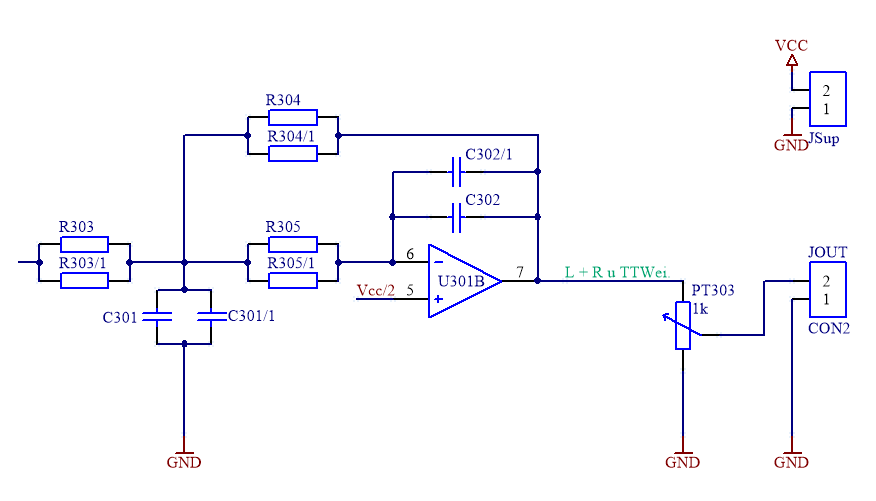 VCC
2
1
GND
JSup
R304
R304/1
C302/1
C302
R303
R303/1
R305
R305/1
6
7
U301B
Vcc/2
5
L + R u TTWei.
JOUT
2
1
CON2
PT303
1k
C301
C301/1
GND
GND
GND